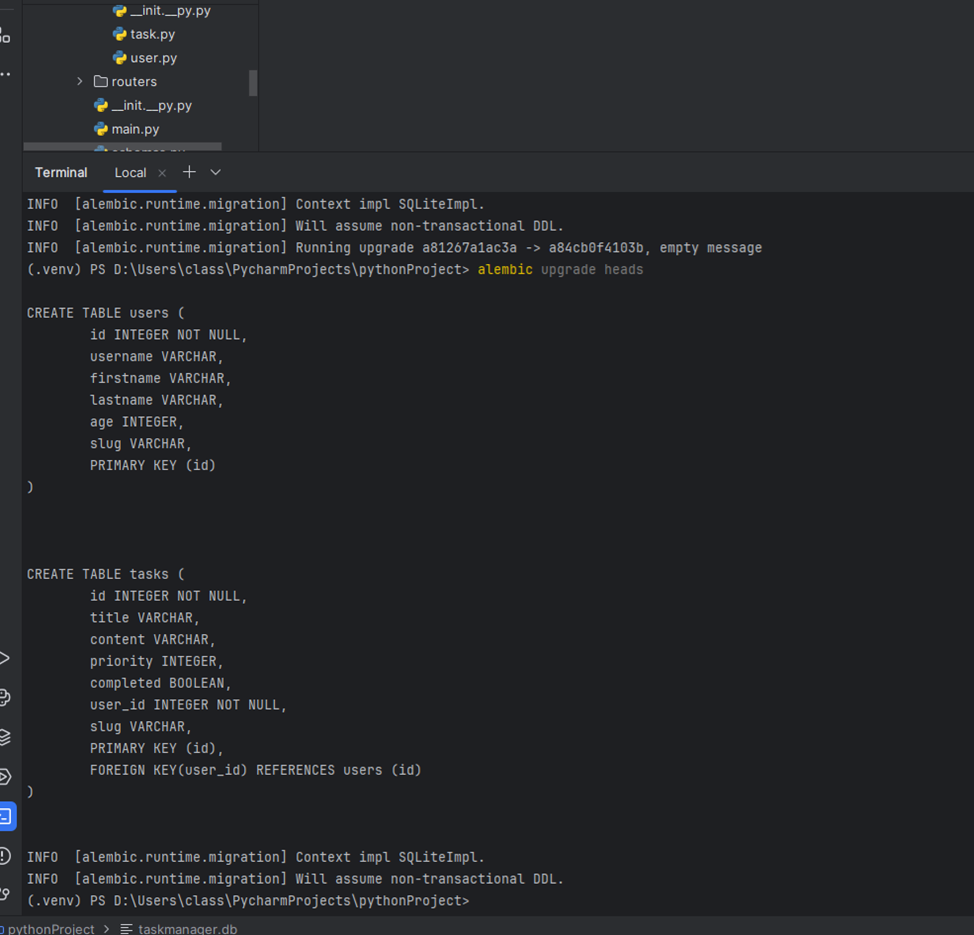 __init.__py.py
task.py
user.py
routers
__init.__py.py
main.py
Terminal Local
INFO [alembic.runtime.migration] Context impl SQLiteImpl.
INFO [alembic.runtime.migration] Will assume non-transactional DDL.
INFO [alembic.runtime.migration] Running upgrade a81267a1ac3a -> a84cb0f4103b, empty message
(.venv) PS D:\Users\class\PycharmProjects\pythonProject> alembic upgrade heads
CREATE TABLE users (
id INTEGER NOT NULL,
username VARCHAR,
firstname VARCHAR,
lastname VARCHAR,
age INTEGER,
slug VARCHAR,
PRIMARY KEY (id)
)
CREATE TABLE tasks (
id INTEGER NOT NULL,
title VARCHAR,
content VARCHAR,
priority INTEGER,
completed BOOLEAN,
user_id INTEGER NOT NULL,
slug VARCHAR,
PRIMARY KEY (id),
FOREIGN KEY(user_id) REFERENCES users (id)
)
INFO [alembic.runtime.migration] Context impl SQLiteImpl.
INFO [alembic.runtime.migration] Will assume non-transactional DDL.
(.venv) PS D:\Users\class\PycharmProjects\pythonProject>
pythonProject > taskmanager.db